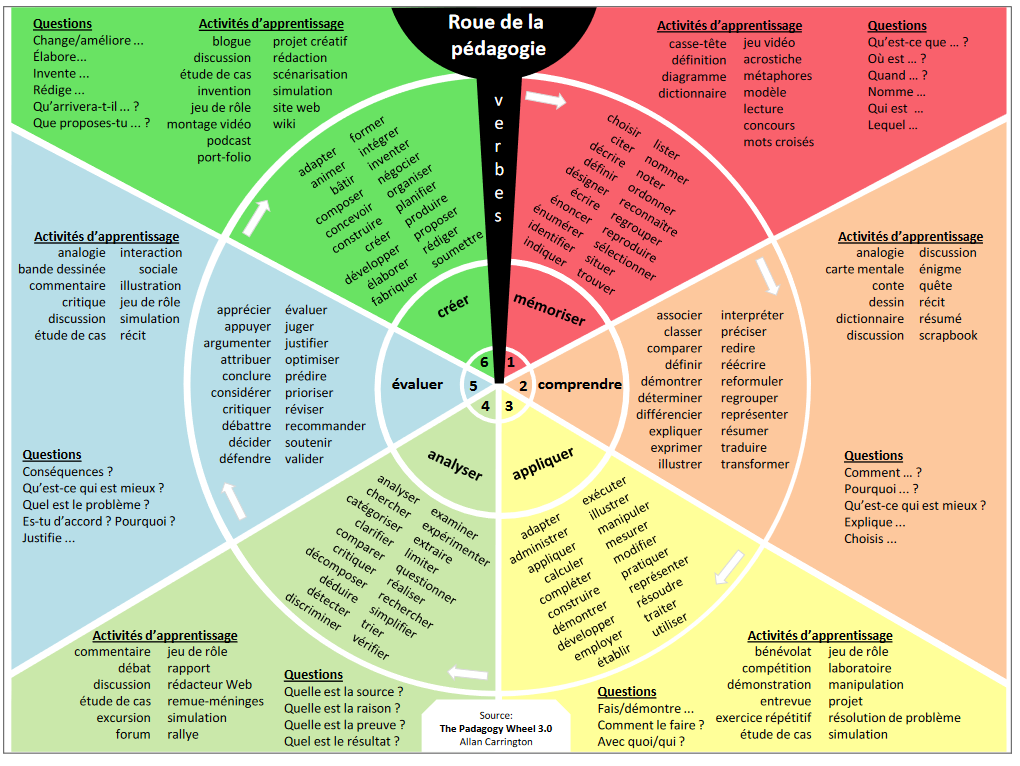 Roue de la
pédagogie
verbes
Activités d'apprentissage
casse-tête
définition
diagramme
dictionnaire
jeu vidéo
acrostiche
métaphores
modèle
lecture
concours
mots croisés
Questions
Qu'est-ce que ... ?
Où est ... ?
Quand ... ?
Nomme ...
Qui est ...
Lequel ...
choisir
citer
décrire
définir
désigner
écrire
énoncer
énumérer
identifier
indiquer
lister
nommer
noter
ordonner
reconnaître
regrouper
reproduire
sélectionner
situer
trouver
mémoriser
1
Activités d'apprentissage
analogie
carte mentale
conte
dessin
dictionnaire
discussion
discussion
énigme
quête
récit
résumé
scrapbook
Questions
Comment ... ?
Pourquoi ... ?
Qu'est-ce qui est mieux ?
Explique ...
Choisis ...
associer
classer
comparer
définir
démontrer
déterminer
différencier
expliquer
exprimer
illustrer
interpréter
préciser
redire
réécrire
reformuler
regrouper
représenter
résumer
traduire
transformer
comprendre
2
Activités d'apprentissage
bénévolat
compétition
démonstration
entrevue
exercice répétitif
étude de cas
jeu de rôle
laboratoire
manipulation
projet
résolution de problème
simulation
Questions
Fais/démontre ...
Comment le faire ?
Avec quoi/qui ?
adapter
administrer
appliquer
calculer
compléter
construire
démontrer
développer
employer
établir
exécuter
illustrer
manipuler
mesurer
modifier
pratiquer
représenter
résoudre
traiter
utiliser
appliquer
3
Activités d'apprentissage
commentaire
débat
discussion
étude de cas
excursion
forum
jeu de rôle
rapport
rédacteur Web
remue-méninges
simulation
rallye
Questions
Quelle est la source ?
Quelle est la raison ?
Quelle est la preuve ?
Quel est le résultat ?
analyser
chercher
catégoriser
clarifier
comparer
critiquer
décomposer
déduire
détecter
discriminer
examiner
expérimenter
extraire
limiter
questionner
réaliser
rechercher
simplifier
trier
vérifier
analyser
4
Activités d'apprentissage
analogie
bande dessinée
commentaire
critique
discussion
étude de cas
interaction
sociale
illustration
jeu de rôle
simulation
récit
Questions
Conséquences ?
Qu'est-ce qui est mieux ?
Quel est le problème ?
Es-tu d'accord ? Pourquoi ?
Justifie ...
apprécier
appuyer
argumenter
attribuer
conclure
considérer
critiquer
débattre
décider
défendre
évaluer
juger
justifier
optimiser
prédire
prioriser
réviser
recommander
soutenir
valider
évaluer
5
Questions
Change/améliore ...
Élabore...
Invente ...
Rédige ...
Qu'arrivera-t-il ... ?
Que proposes-tu ... ?
Activités d'apprentissage
blogue
discussion
étude de cas
invention
jeu de rôle
montage vidéo
podcast
port-folio
projet créatif
rédaction
scénarisation
simulation
site web
wiki
adapter
animer
bâtir
composer
concevoir
construire
créer
développer
élaborer
fabriquer
former
intégrer
inventer
négocier
organiser
planifier
produire
proposer
rédiger
soumettre
créer
6
Source:
The Padagogy Wheel 3.0
Allan Carrington